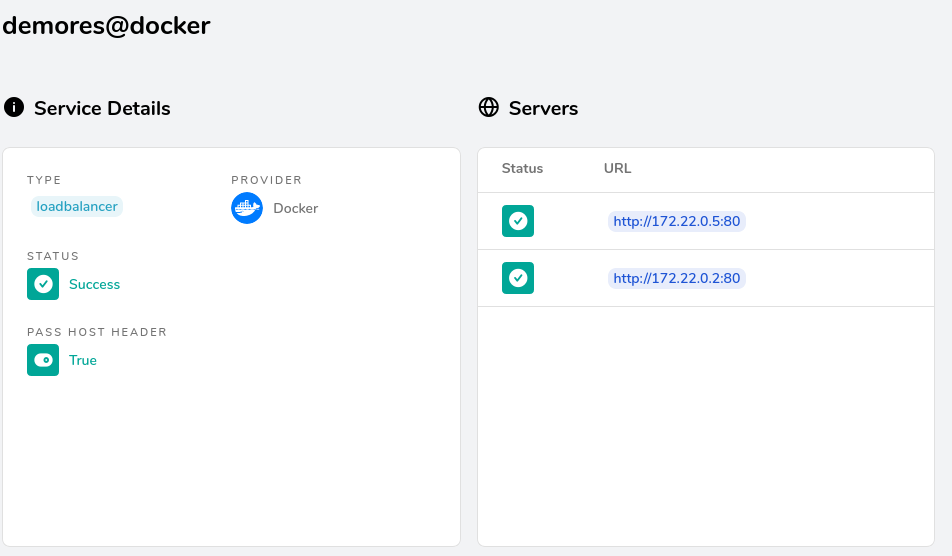 demores@docker
Service Details
TYPE
loadbalancer
PROVIDER
Docker
STATUS
Success
PASS HOST HEADER
True
Servers
Status URL
http://172.22.0.5:80
http://172.22.0.2:80